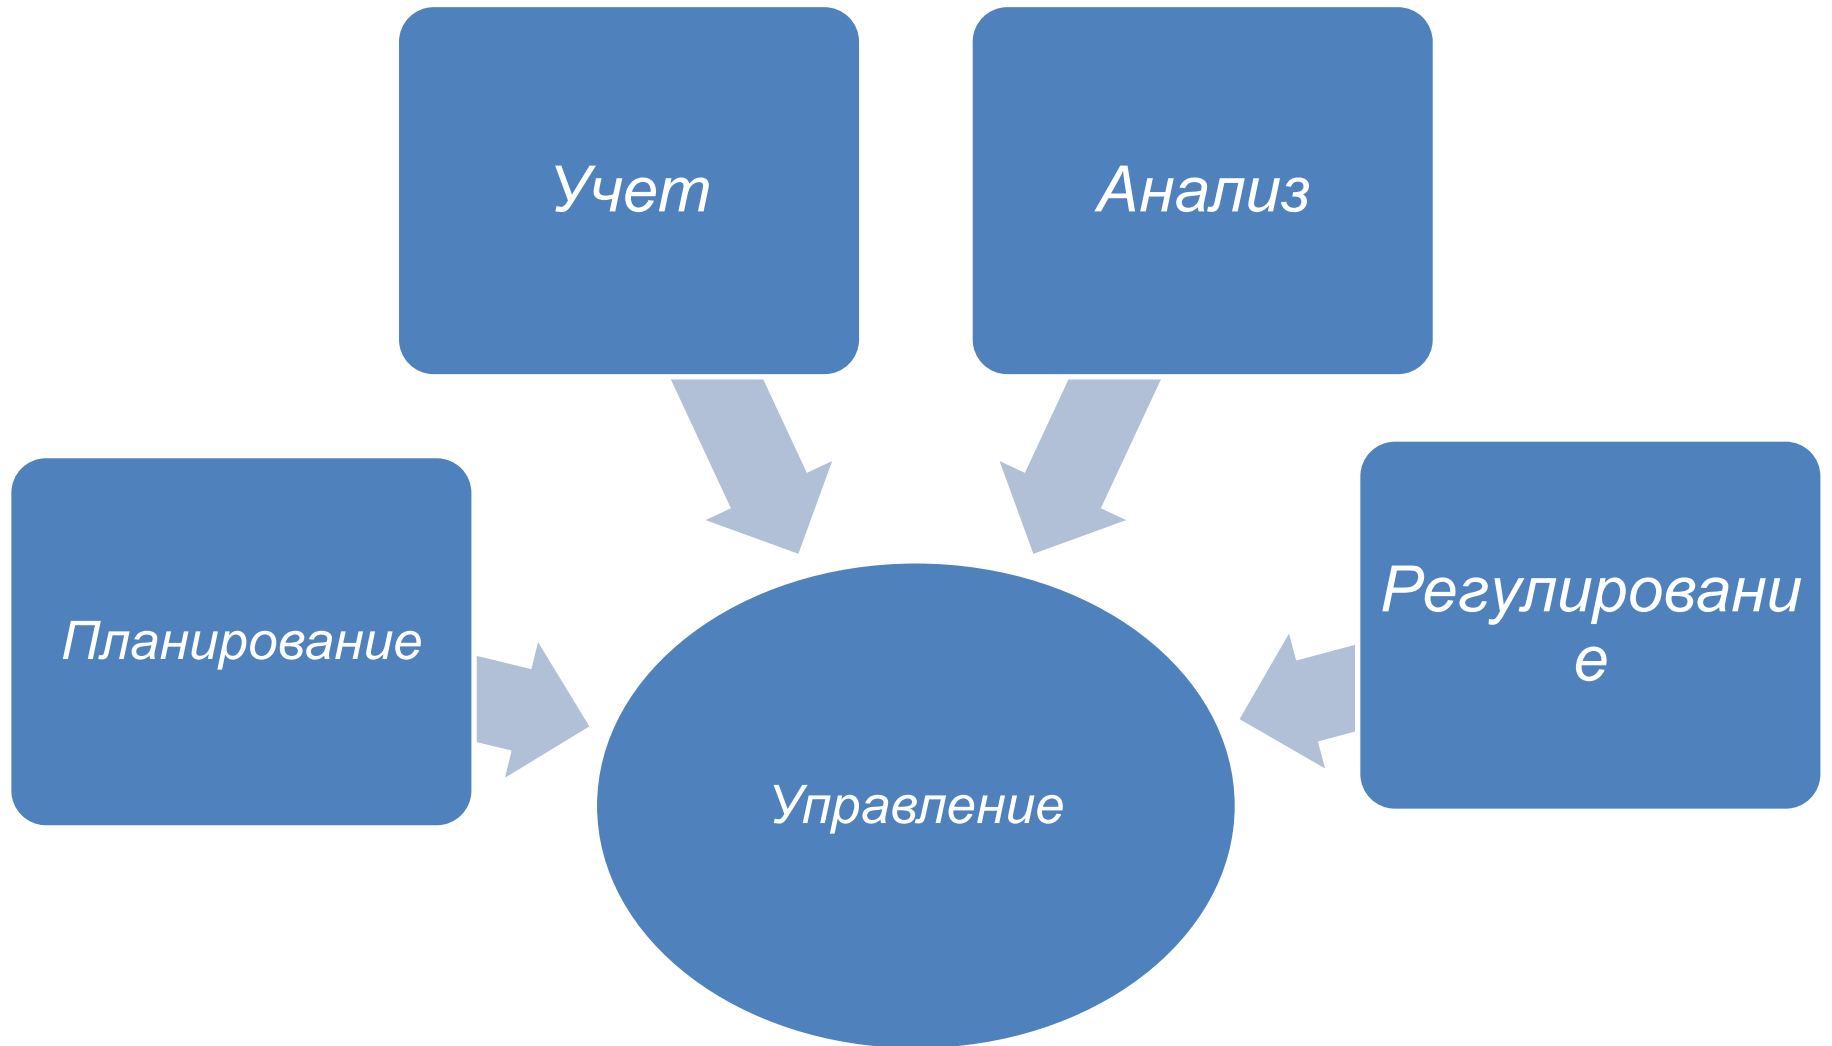 Учет
Анализ
Планирование
Регулировани
е
Управление